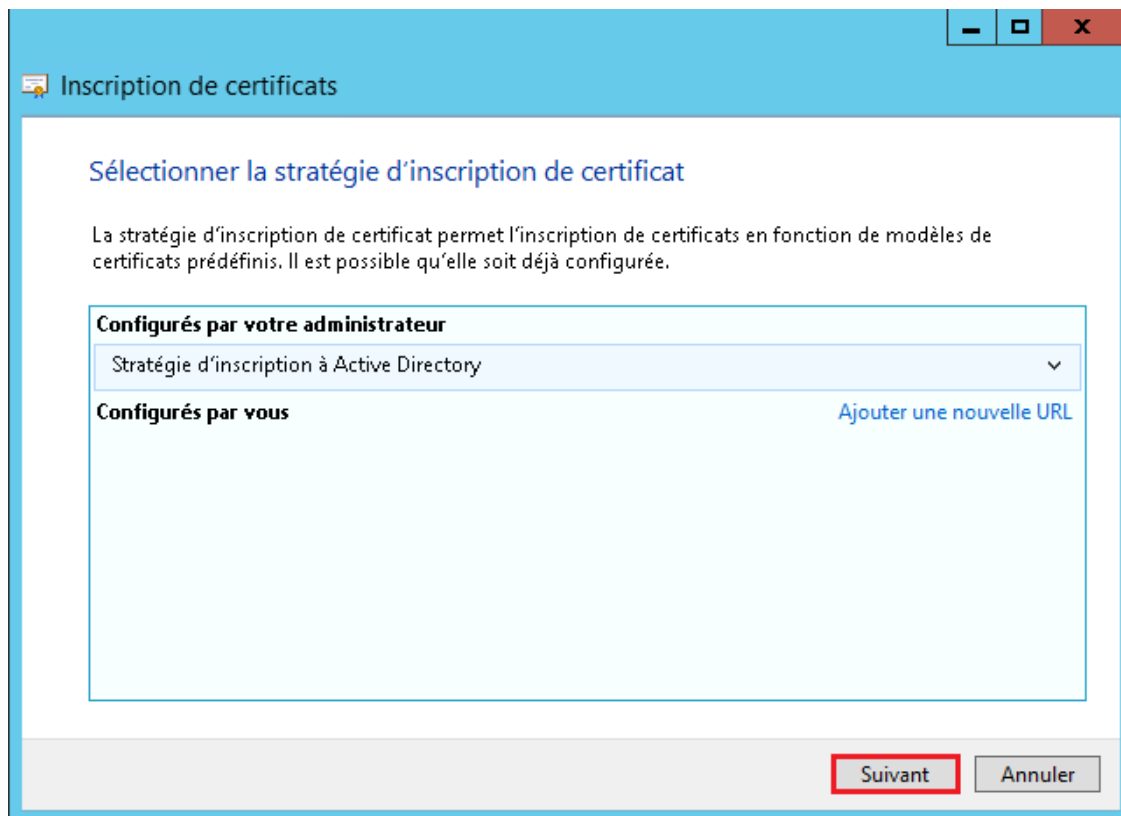 Inscription de certificats
Sélectionner la stratégie d'inscription de certificat
La stratégie d'inscription de certificat permet l'inscription de certificats en fonction de modèles de
certificats prédéfinis. Il est possible qu'elle soit déjà configurée.
Configurés par votre administrateur
Stratégie d'inscription à Active Directory
Configurés par vous Ajouter une nouvelle URL
Suivant Annuler